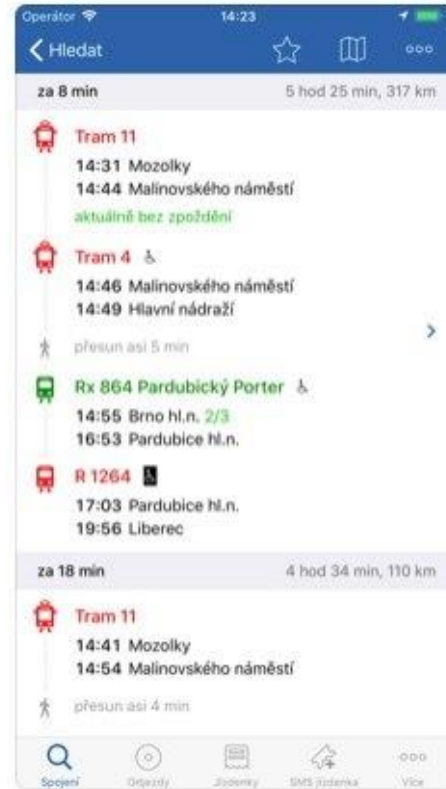 Operátor 14:23
Hledat
za 8 min 5 hod 25 min, 317 km
Tram 11
14:31 Mozolky
14:44 Malinovského náměstí
aktuálně bez zpoždění
Tram 4
14:46 Malinovského náměstí
14:49 Hlavní nádraží
přesun asi 5 min
Rx 864 Pardubický Porter
14:55 Brno hl.n. 2/3
16:53 Pardubice hl.n.
R 1264
17:03 Pardubice hl.n.
19:56 Liberec
za 18 min 4 hod 34 min, 110 km
Tram 11
14:41 Mozolky
14:54 Malinovského náměstí
přesun asi 4 min
Spojení Odjezdy Jízdenky SMS jízdenka Více